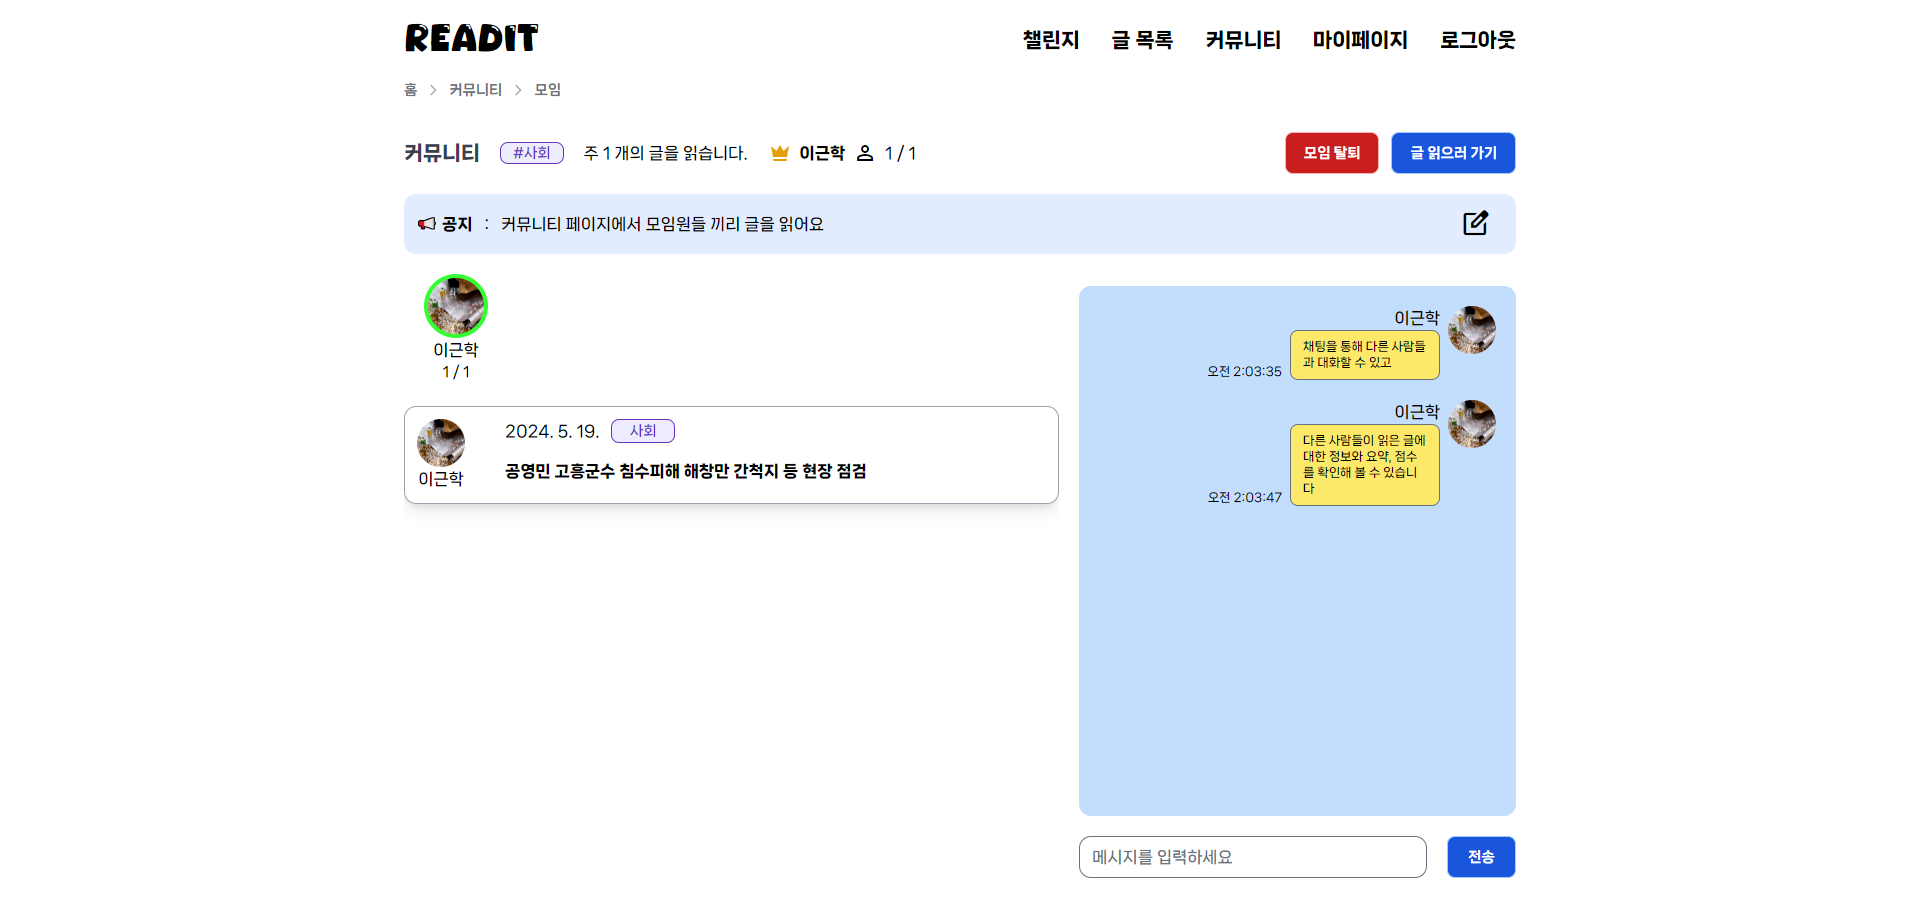 READIT
챌린지 글 목록 커뮤니티 마이페이지 로그아웃
홈 > 커뮤니티 > 모임
커뮤니티 #사회 주 1 개의 글을 읽습니다. 이근학 1 / 1 모임 탈퇴 글 읽으러 가기
공지 : 커뮤니티 페이지에서 모임원들 끼리 글을 읽어요
이근학
1 / 1
2024. 5. 19. 사회
공영민 고흥군수 침수피해 해창만 간척지 등 현장 점검
이근학
이근학
채팅을 통해 다른 사람들
과 대화할 수 있고
오전 2:03:35
이근학
다른 사람들이 읽은 글에
대한 정보와 요약, 점수
를 확인해 볼 수 있습니
다
오전 2:03:47
메시지를 입력하세요 전송